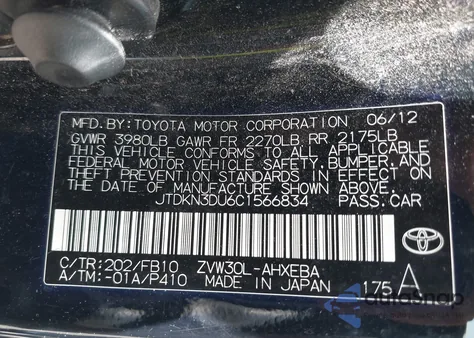 MFD.BY:TOYOTA MOTOR CORPORATION 06/12
GVWR 3980LB GAWR FR 2270LB RR 2175LB
THIS VEHICLE CONFORMS TO ALL APPLICABLE
FEDERAL MOTOR VEHICLE SAFETY, BUMPER, AND
THEFT PREVENTION STANDARDS IN EFFECT ON
THE DATE OF MANUFACTURE SHOWN ABOVE.
JTDKN3DU6C1566834 PASS.CAR
C/TR:202/FB10 ZVW30L-AHXEBA
A/TM:-01A/P410 MADE IN JAPAN 175 A
autosnap